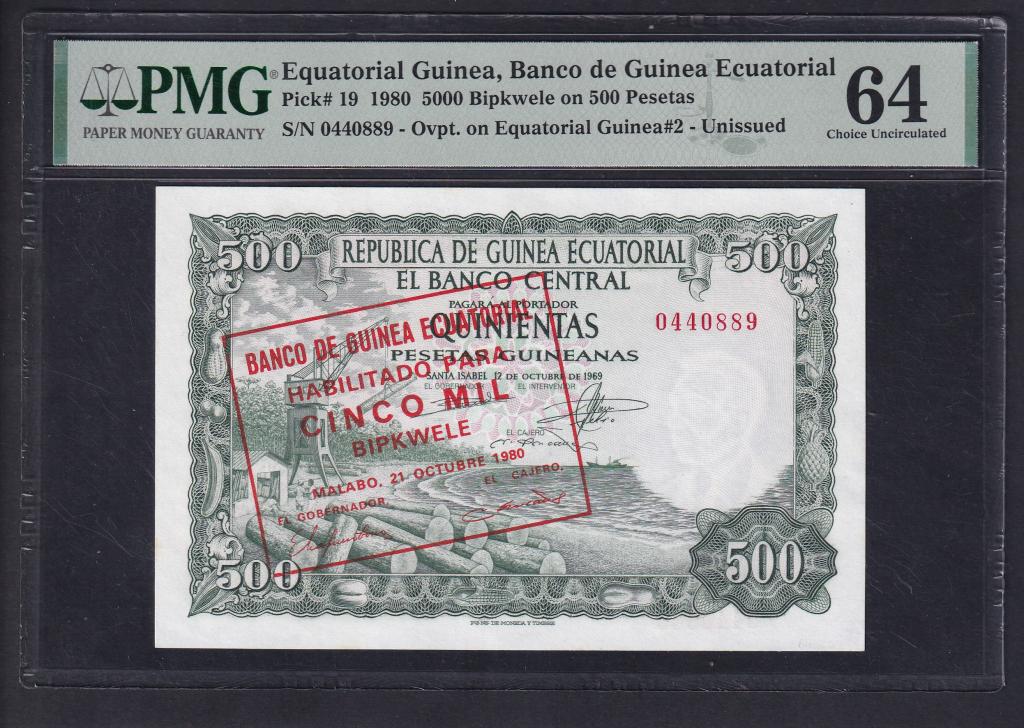 PMG®
PAPER MONEY GUARANTY
Equatorial Guinea, Banco de Guinea Ecuatorial
Pick# 19 1980 5000 Bipkwele on 500 Pesetas
S/N 0440889 - Ovpt. on Equatorial Guinea#2 - Unissued
64
Choice Uncirculated
500
REPUBLICA DE GUINEA ECUATORIAL
500
EL BANCO CENTRAL
PAGARÁ AL PORTADOR
QUINIENTAS
0440889
PESETAS GUINEANAS
SANTA ISABEL 12 DE OCTUBRE DE 1969
EL GOBERNADOR
EL INTERVENTOR
EL CAJERO
BANCO DE GUINEA ECUATORIAL
HABILITADO PARA
CINCO MIL
BIPKWELE
MALABO, 21 OCTUBRE 1980
EL GOBERNADOR,
EL CAJERO,
500
500